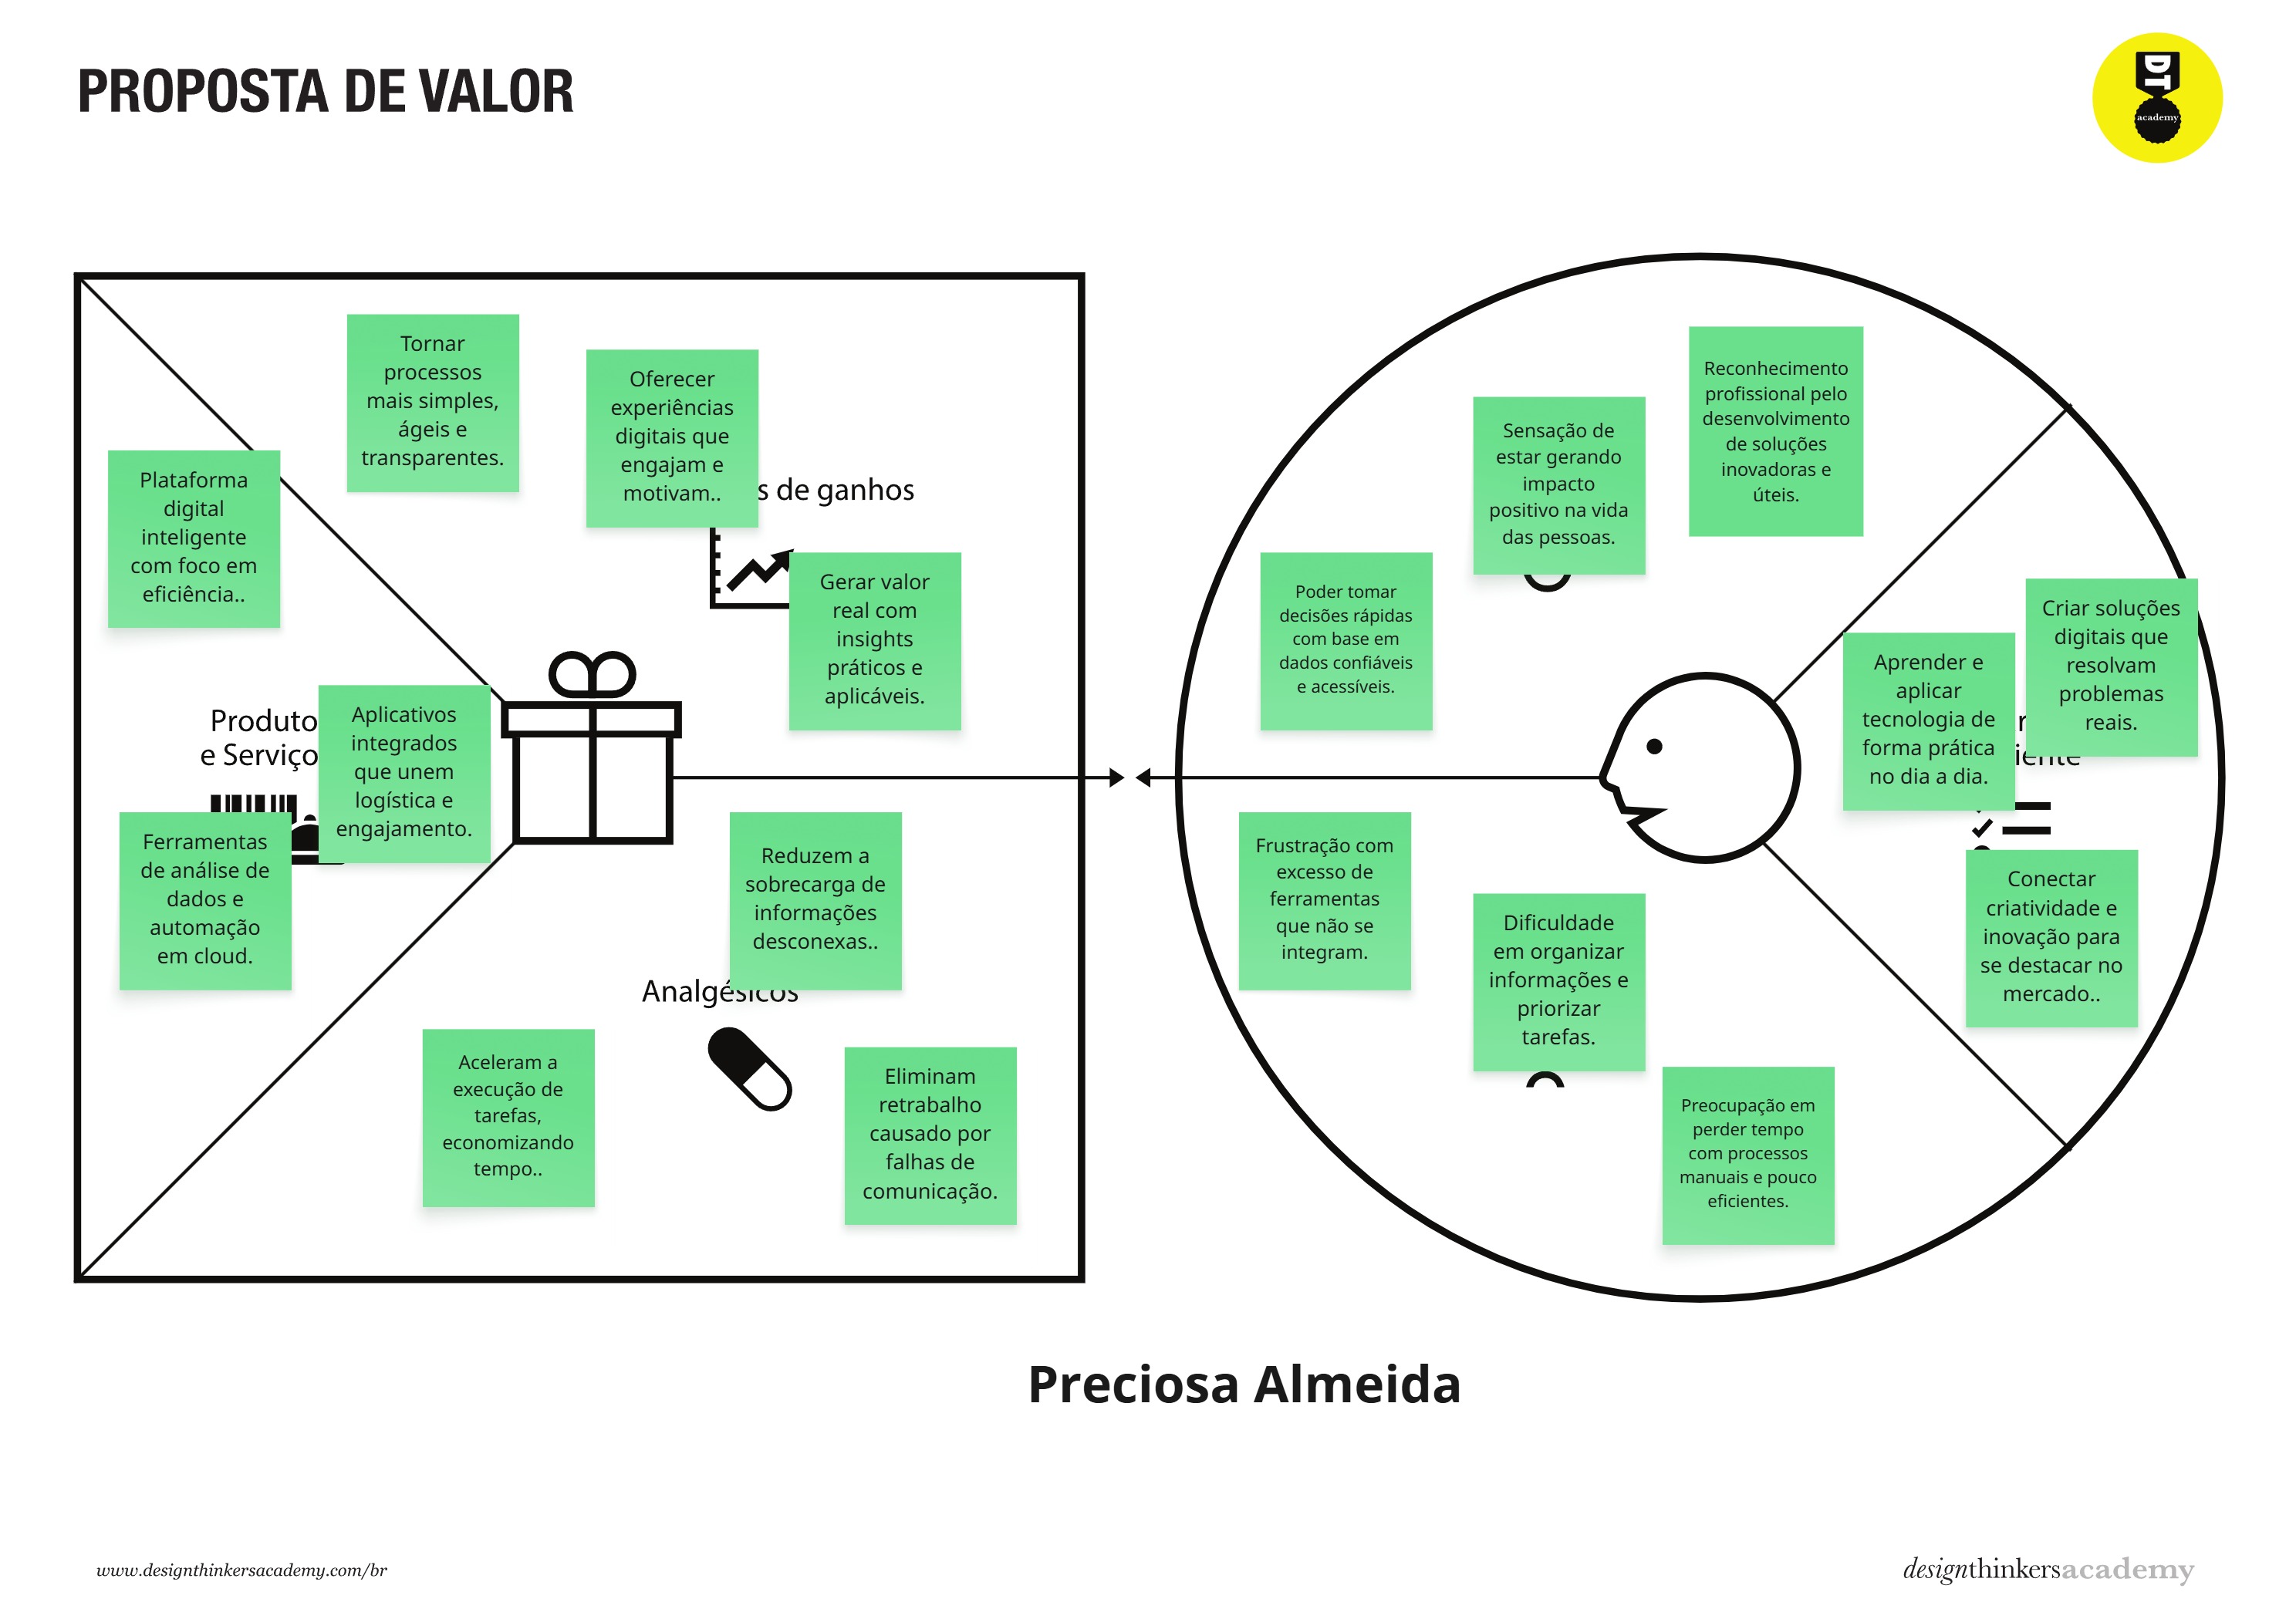 PROPOSTA DE VALOR
DT
academy
Tornar
processos
mais simples,
ágeis e
transparentes.
Oferecer
experiências
digitais que
engajam e
motivam..
s de ganhos
Plataforma
digital
inteligente
com foco em
eficiência..
Gerar valor
real com
insights
práticos e
aplicáveis.
Produto
e Serviço
Aplicativos
integrados
que unem
logística e
engajamento.
Ferramentas
de análise de
dados e
automação
em cloud.
Reduzem a
sobrecarga de
informações
desconexas..
Analgésicos
Aceleram a
execução de
tarefas,
economizando
tempo..
Eliminam
retrabalho
causado por
falhas de
comunicação.
Reconhecimento
profissional pelo
desenvolvimento
de soluções
inovadoras e
úteis.
Sensação de
estar gerando
impacto
positivo na vida
das pessoas.
Poder tomar
decisões rápidas
com base em
dados confiáveis
e acessíveis.
Criar soluções
digitais que
resolvam
problemas
reais.
Aprender e
aplicar
tecnologia de
forma prática
no dia a dia.
iente
Conectar
criatividade e
inovação para
se destacar no
mercado..
Frustração com
excesso de
ferramentas
que não se
integram.
Dificuldade
em organizar
informações e
priorizar
tarefas.
Preocupação em
perder tempo
com processos
manuais e pouco
eficientes.
Preciosa Almeida
www.designthinkersacademy.com/br
designthinkersacademy